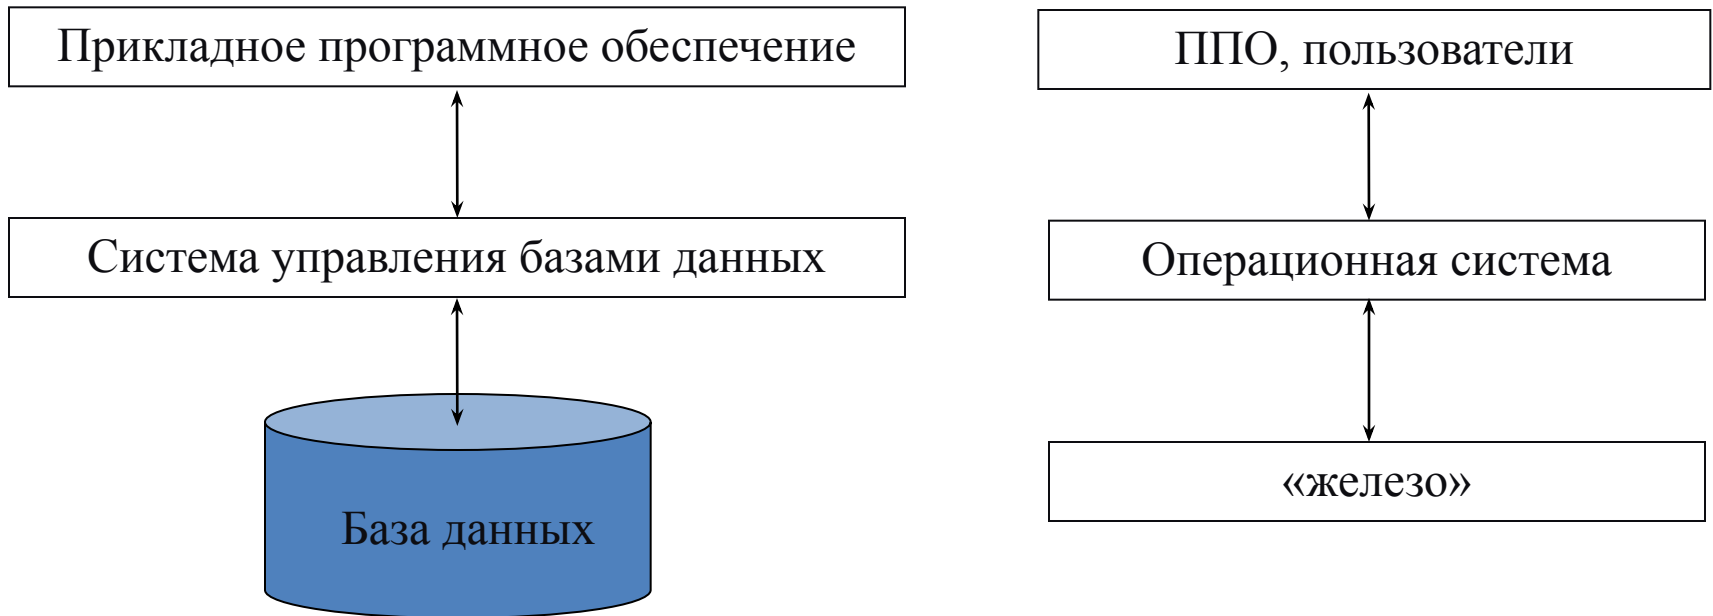 Прикладное программное обеспечение
Система управления базами данных
База данных
ППО, пользователи
Операционная система
«железо»